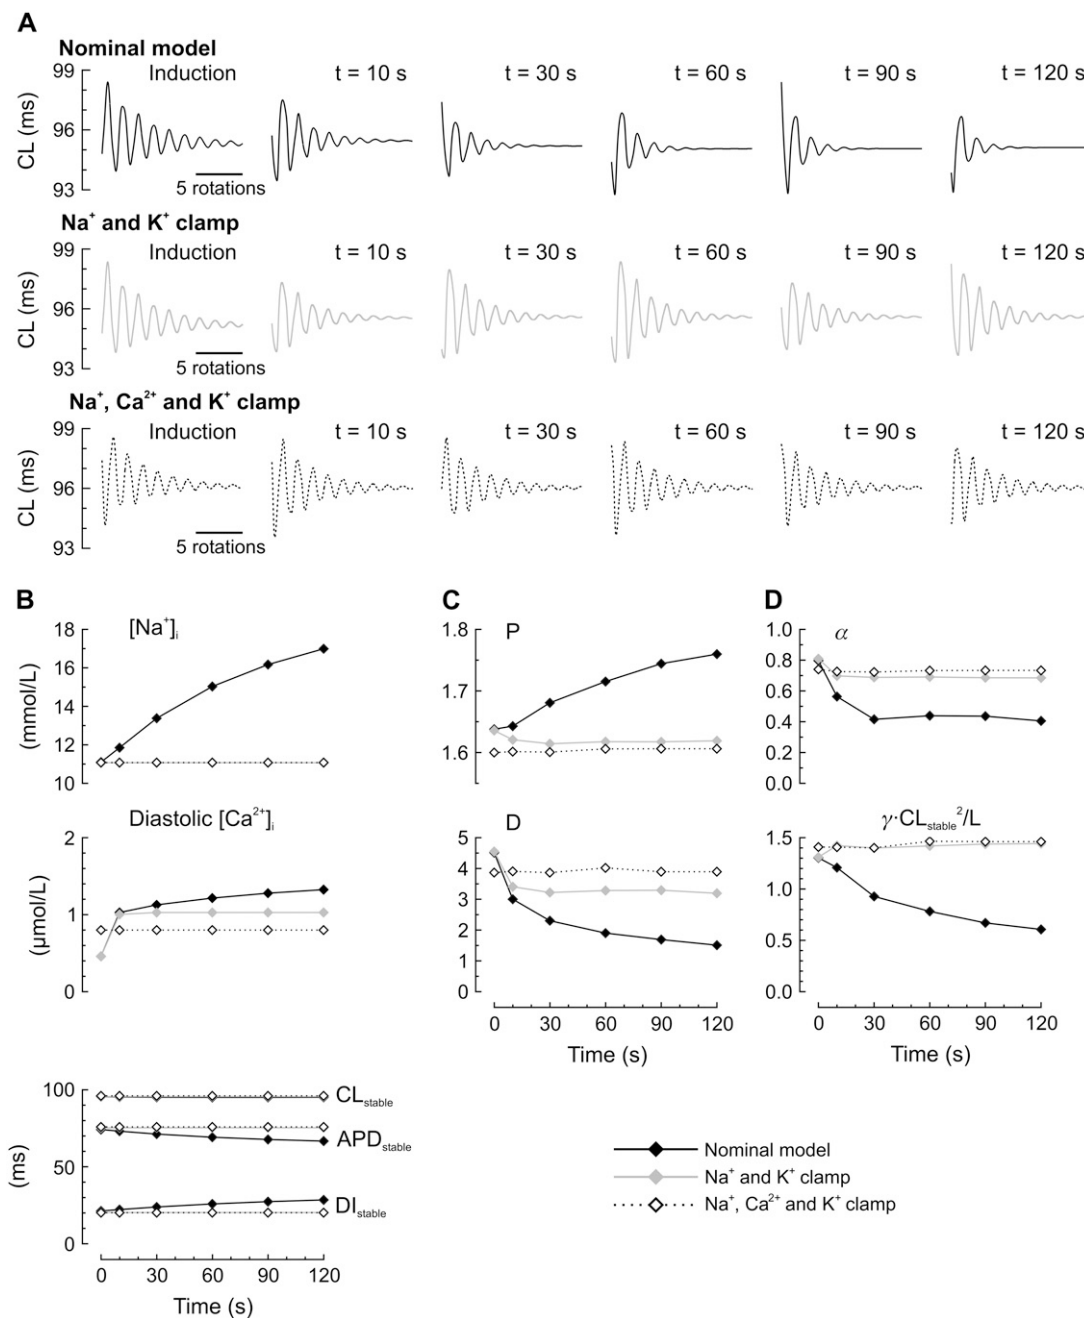 A
Nominal model
99
96
93
CL (ms)
Induction
t = 10 s
t = 30 s
t = 60 s
t = 90 s
t = 120 s
5 rotations
Na⁺ and K⁺ clamp
99
96
93
CL (ms)
Induction
t = 10 s
t = 30 s
t = 60 s
t = 90 s
t = 120 s
5 rotations
Na⁺, Ca²⁺ and K⁺ clamp
99
96
93
CL (ms)
Induction
t = 10 s
t = 30 s
t = 60 s
t = 90 s
t = 120 s
5 rotations
B
[Na⁺]ᵢ
18
16
14
12
10
(mmol/L)
Diastolic [Ca²⁺]ᵢ
2
1
0
(µmol/L)
100
50
0
(ms)
CLstable
APDstable
DIstable
0 30 60 90 120
Time (s)
C
P
1.8
1.7
1.6
D
5
4
3
2
1
0
0 30 60 90 120
Time (s)
D
α
1.0
0.8
0.6
0.4
0.2
0.0
γ·CLstable²/L
1.5
1.0
0.5
0.0
0 30 60 90 120
Time (s)
Nominal model
Na⁺ and K⁺ clamp
Na⁺, Ca²⁺ and K⁺ clamp